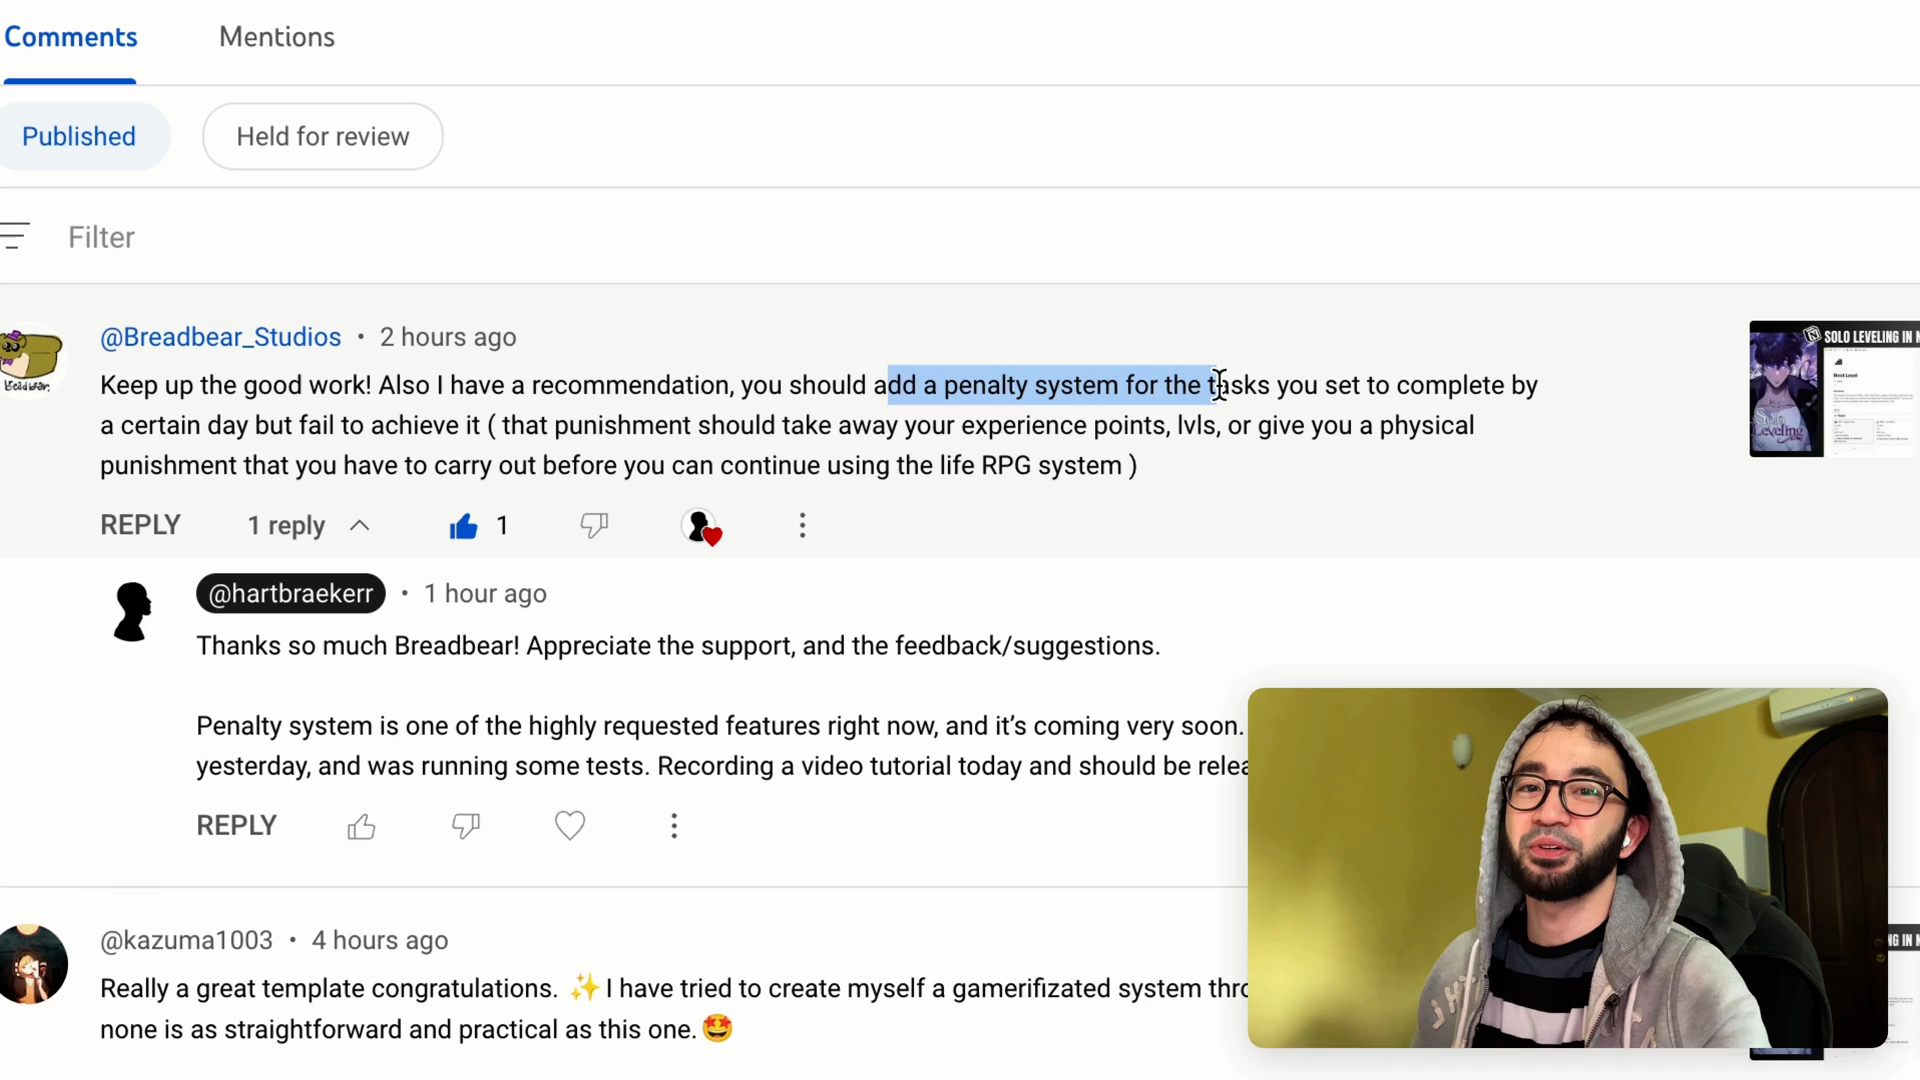 Comments
Mentions
Published
Held for review
Filter
@Breadbear_Studios • 2 hours ago
Keep up the good work! Also I have a recommendation, you should add a penalty system for the tasks you set to complete by
a certain day but fail to achieve it ( that punishment should take away your experience points, lvls, or give you a physical
punishment that you have to carry out before you can continue using the life RPG system )
REPLY
1 reply
1
SOLO LEVELING IN N
Solo
Leveling
Next Level
@hartbraekerr • 1 hour ago
Thanks so much Breadbear! Appreciate the support, and the feedback/suggestions.
Penalty system is one of the highly requested features right now, and it's coming very soon.
yesterday, and was running some tests. Recording a video tutorial today and should be relea
REPLY
@kazuma1003 • 4 hours ago
NG IN N
Really a great template congratulations. ✨ I have tried to create myself a gamerifizated system thro
none is as straightforward and practical as this one.🤩